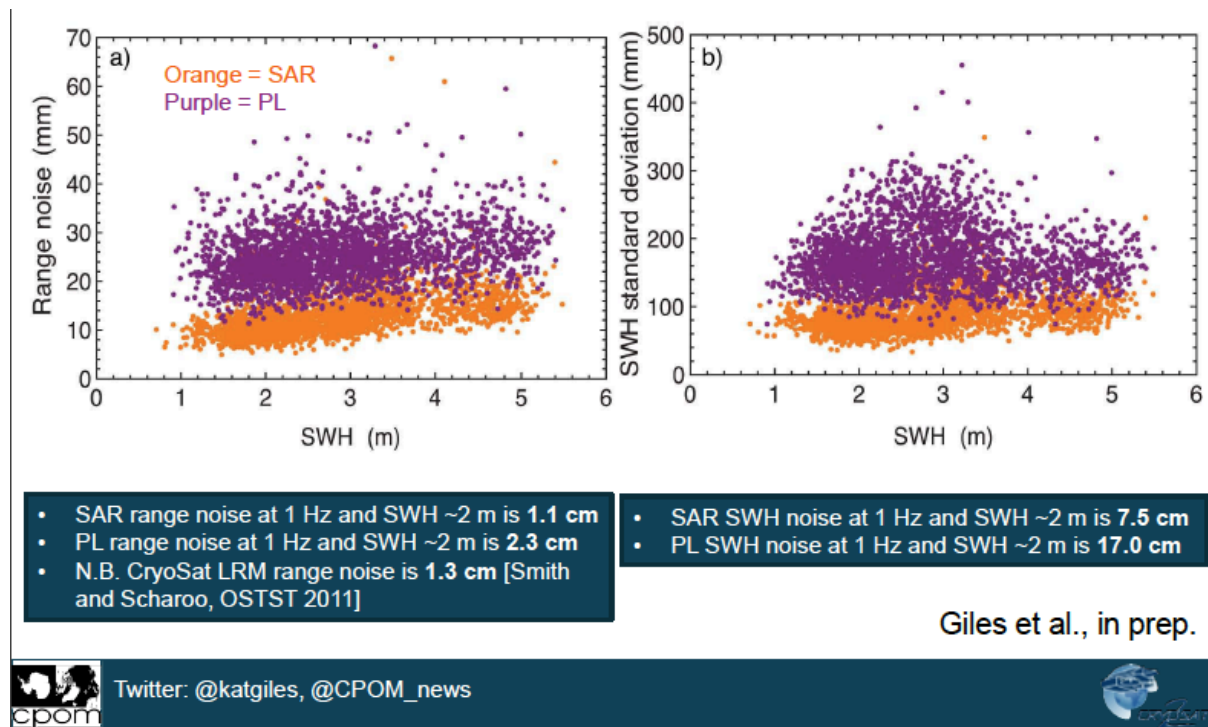 a)
Orange = SAR
Purple = PL
Range noise (mm)
70
60
50
40
30
20
10
0
0 1 2 3 4 5 6
SWH (m)
b)
SWH standard deviation (mm)
500
400
300
200
100
0
0 1 2 3 4 5 6
SWH (m)
• SAR range noise at 1 Hz and SWH ~2 m is 1.1 cm
• PL range noise at 1 Hz and SWH ~2 m is 2.3 cm
• N.B. CryoSat LRM range noise is 1.3 cm [Smith
and Scharoo, OSTST 2011]
• SAR SWH noise at 1 Hz and SWH ~2 m is 7.5 cm
• PL SWH noise at 1 Hz and SWH ~2 m is 17.0 cm
Giles et al., in prep.
cpom
Twitter: @katgiles, @CPOM_news